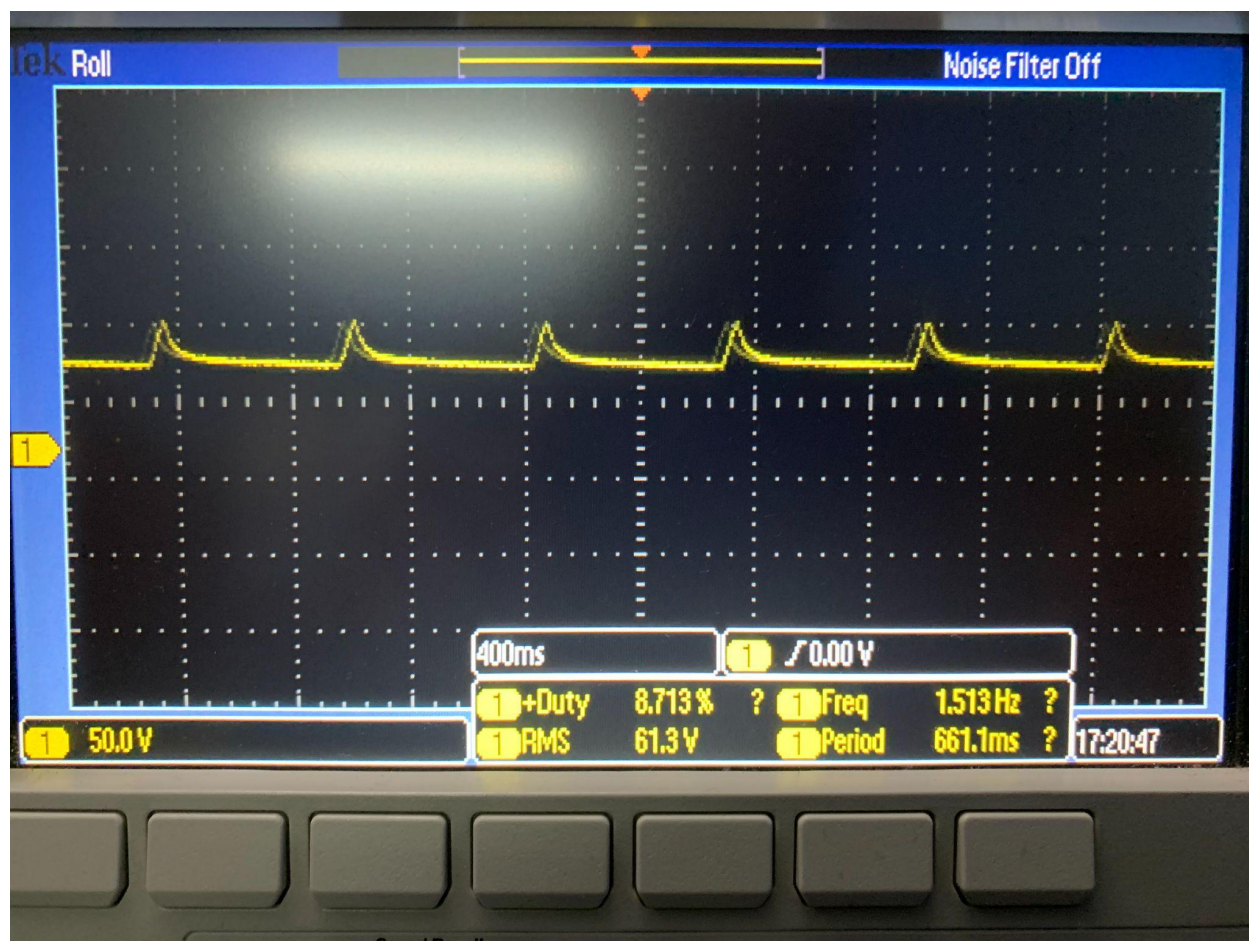 Tek Roll Noise Filter Off
1
400ms 1 ƒ 0.00 V
1 +Duty 8.713 % ? 1 Freq 1.513 Hz ?
1 50.0 V 1 RMS 61.3 V 1 Period 661.1ms ? 17:20:47